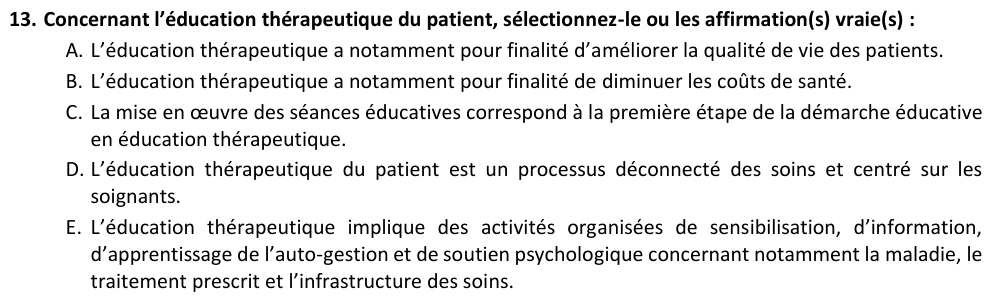 13. Concernant l’éducation thérapeutique du patient, sélectionnez-le ou les affirmation(s) vraie(s) :
A. L’éducation thérapeutique a notamment pour finalité d’améliorer la qualité de vie des patients.
B. L’éducation thérapeutique a notamment pour finalité de diminuer les coûts de santé.
C. La mise en œuvre des séances éducatives correspond à la première étape de la démarche éducative
en éducation thérapeutique.
D. L’éducation thérapeutique du patient est un processus déconnecté des soins et centré sur les
soignants.
E. L’éducation thérapeutique implique des activités organisées de sensibilisation, d’information,
d’apprentissage de l’auto-gestion et de soutien psychologique concernant notamment la maladie, le
traitement prescrit et l’infrastructure des soins.